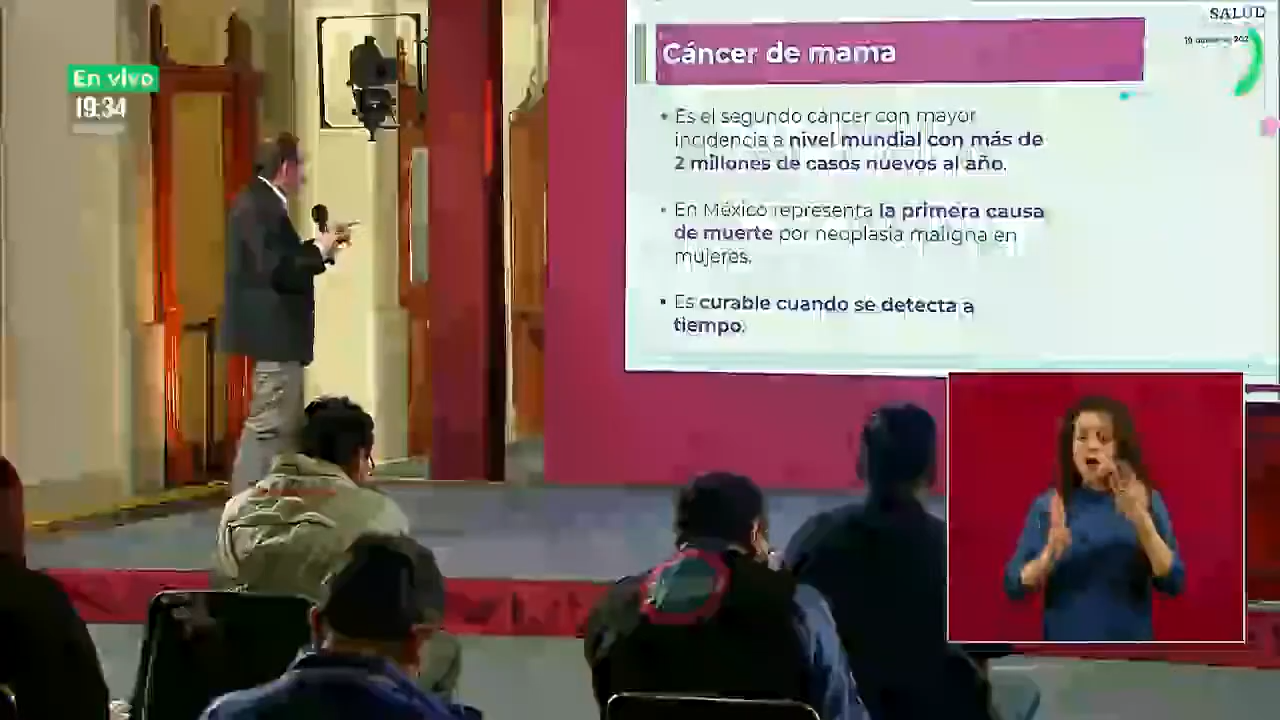 SALUD
En vivo
19:34
Cáncer de mama
• Es el segundo cáncer con mayor
incidencia a nivel mundial con más de
2 millones de casos nuevos al año.
• En México representa la primera causa
de muerte por neoplasia maligna en
mujeres.
• Es curable cuando se detecta a
tiempo.